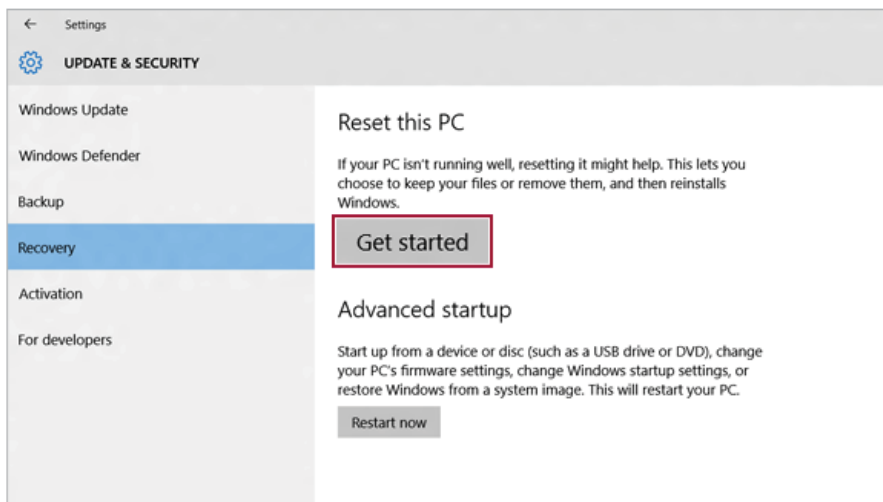 Settings
UPDATE & SECURITY
Windows Update
Windows Defender
Backup
Recovery
Activation
For developers
Reset this PC
If your PC isn't running well, resetting it might help. This lets you
choose to keep your files or remove them, and then reinstalls
Windows.
Get started
Advanced startup
Start up from a device or disc (such as a USB drive or DVD), change
your PC's firmware settings, change Windows startup settings, or
restore Windows from a system image. This will restart your PC.
Restart now